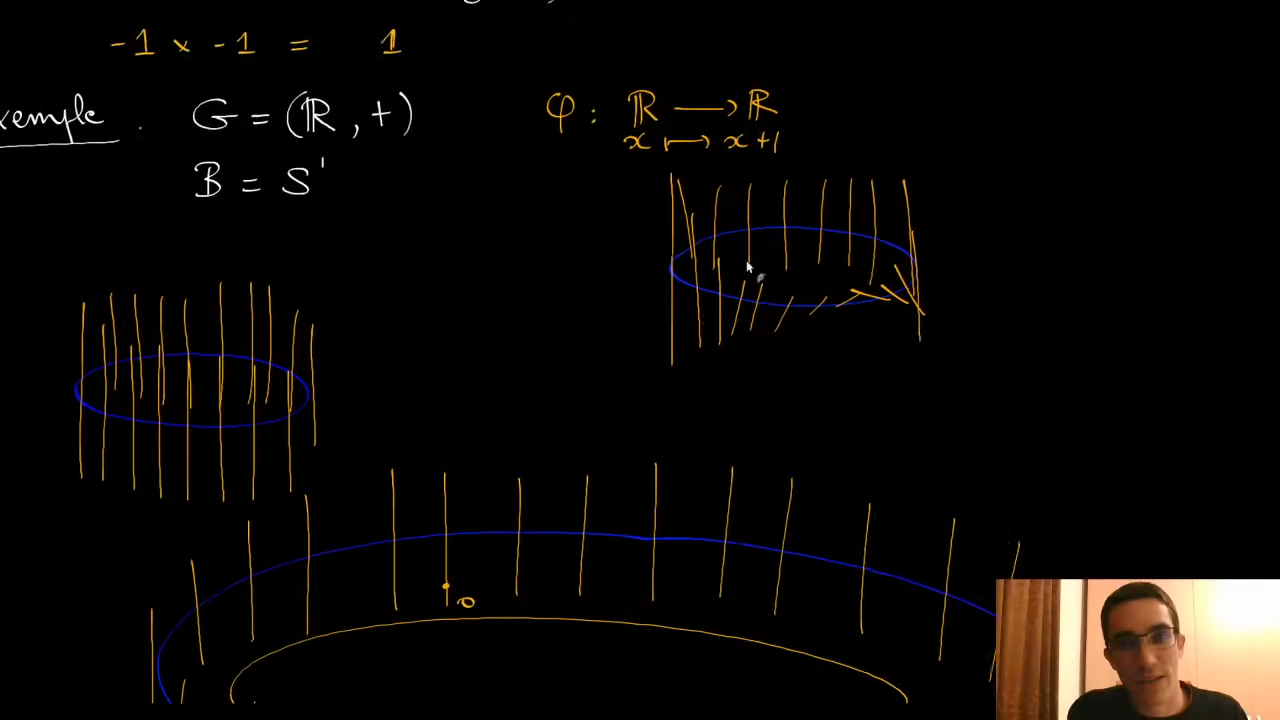 -1 × -1 = 1
xemple : G = (ℝ, +)
B = S¹
φ : ℝ ⟶ ℝ
x ⟼ x+1
0